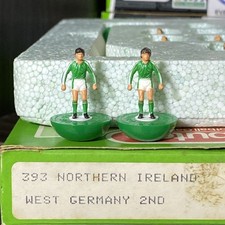 393 NORTHERN IRELAND
WEST GERMANY 2ND